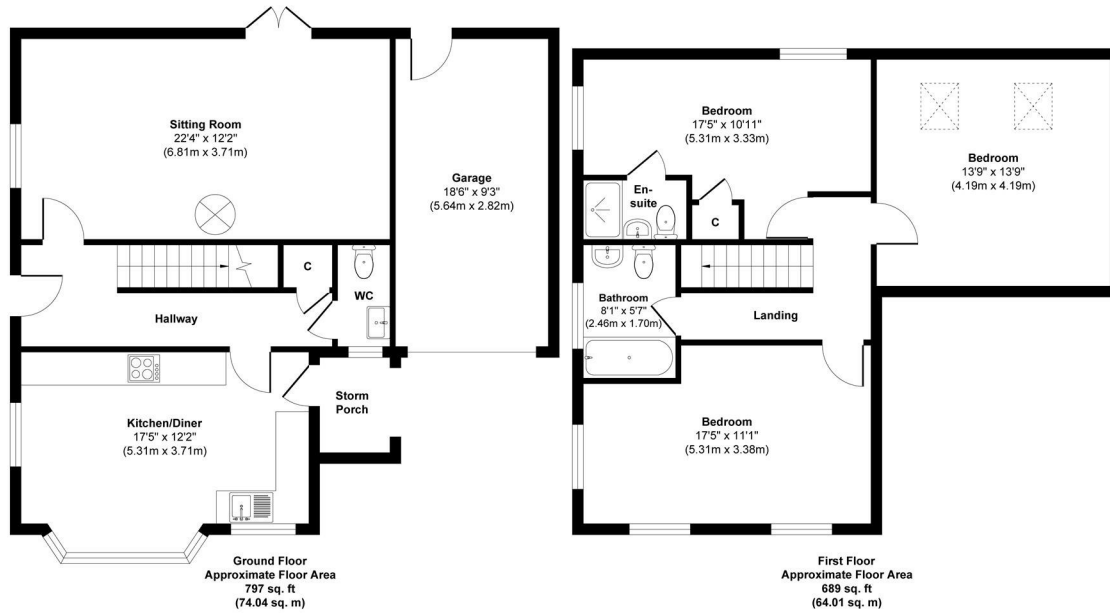 Sitting Room
22'4" x 12'2"
(6.81m x 3.71m)
Garage
18'6" x 9'3"
(5.64m x 2.82m)
C
WC
Hallway
Storm
Porch
Kitchen/Diner
17'5" x 12'2"
(5.31m x 3.71m)
Ground Floor
Approximate Floor Area
797 sq. ft
(74.04 sq. m)
Bedroom
17'5" x 10'11"
(5.31m x 3.33m)
Bedroom
13'9" x 13'9"
(4.19m x 4.19m)
En-
suite
C
Bathroom
8'1" x 5'7"
(2.46m x 1.70m)
Landing
Bedroom
17'5" x 11'1"
(5.31m x 3.38m)
First Floor
Approximate Floor Area
689 sq. ft
(64.01 sq. m)